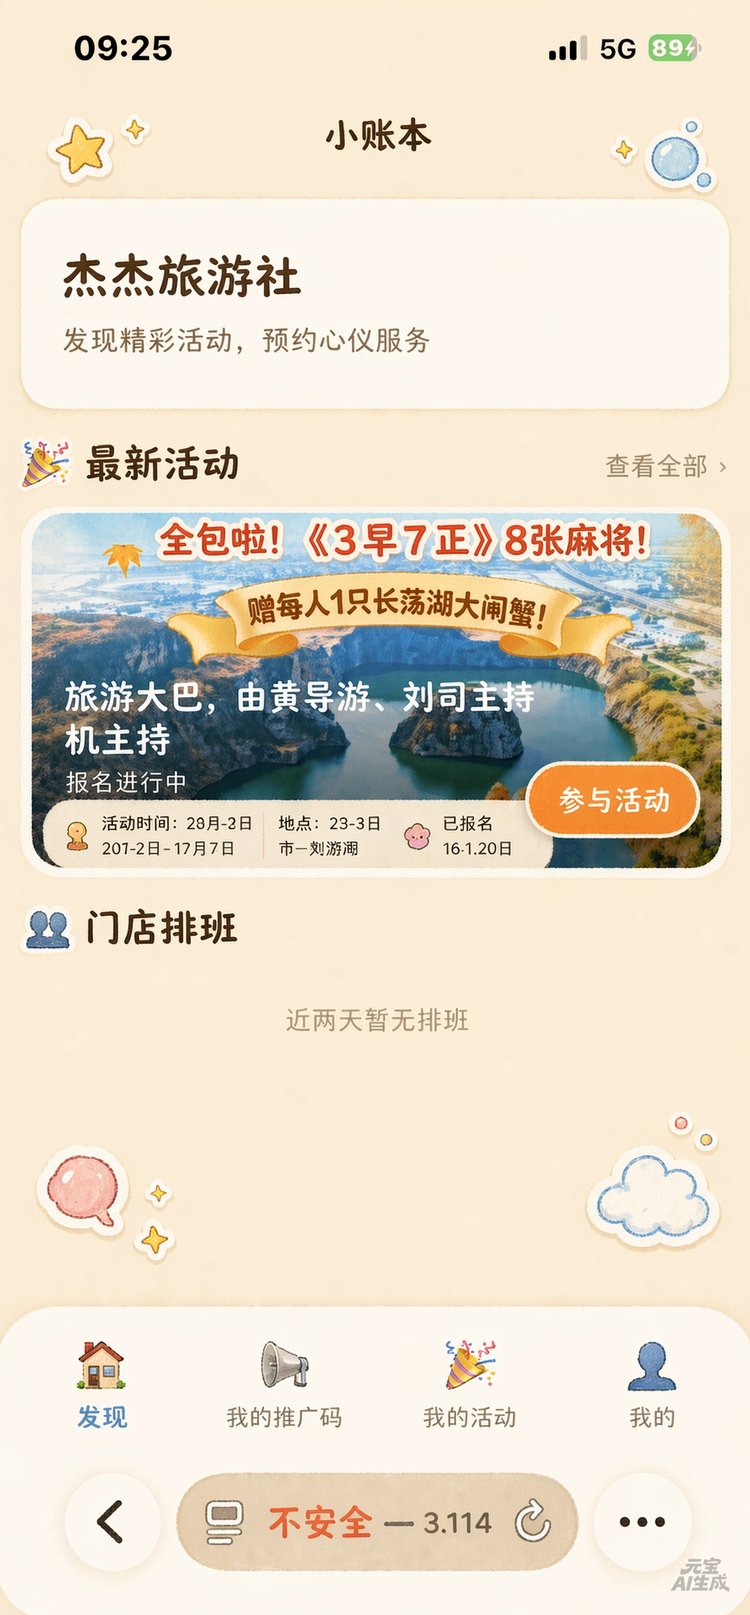 09:25
5G
89
小账本
杰杰旅游社
发现精彩活动，预约心仪服务
最新活动
查看全部 ›
全包啦！《3早7正》8张麻将！
赠每人1只长荡湖大闸蟹！
旅游大巴，由黄导游、刘司主持
机主持
报名进行中
参与活动
活动时间：28月-2日
201-2日-17月7日
地点：23-3日
市一刘游湖
已报名
16·1.20日
门店排班
近两天暂无排班
发现
我的推广码
我的活动
我的
不安全 — 3.114
元宝
AI生成